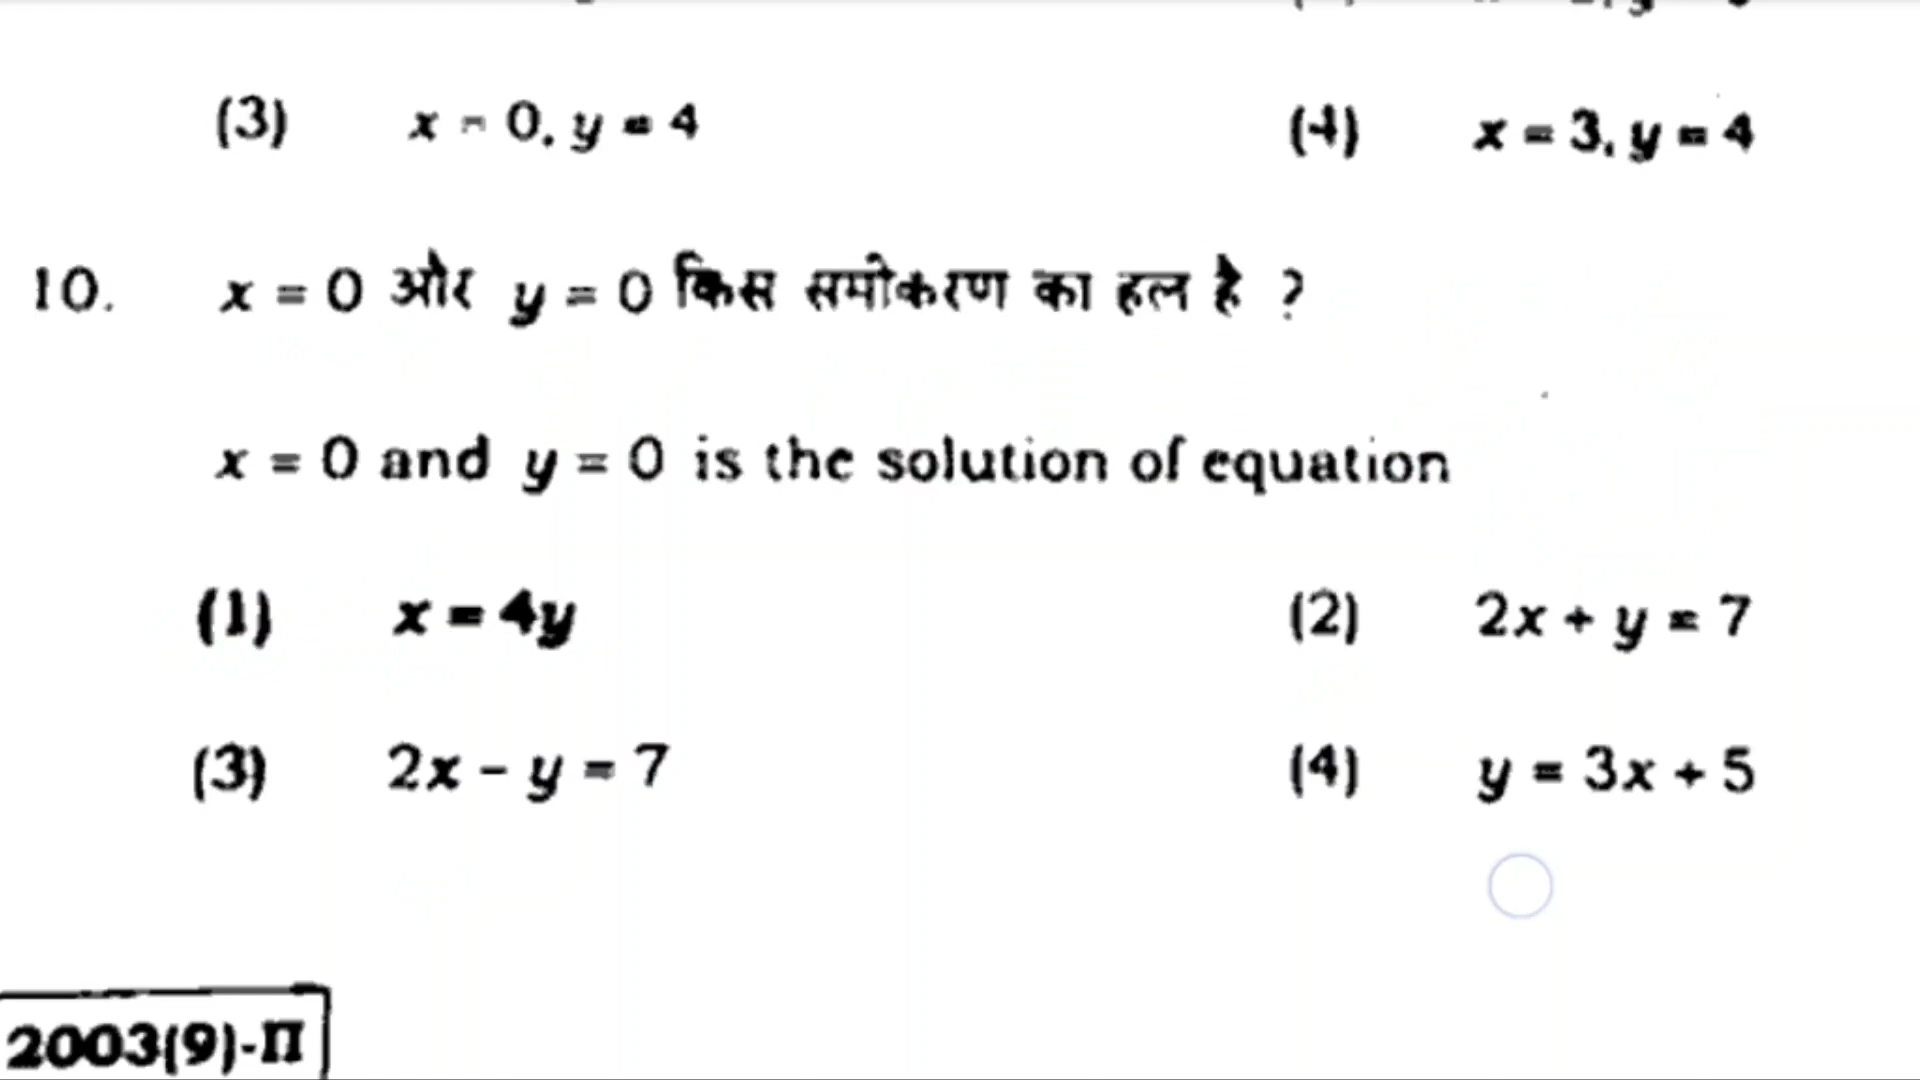 (3) x = 0, y = 4 (4) x = 3, y = 4
10. x = 0 और y = 0 किस समीकरण का हल है ?
x = 0 and y = 0 is the solution of equation
(1) x = 4y (2) 2x + y = 7
(3) 2x - y = 7 (4) y = 3x + 5
2003(9)-II